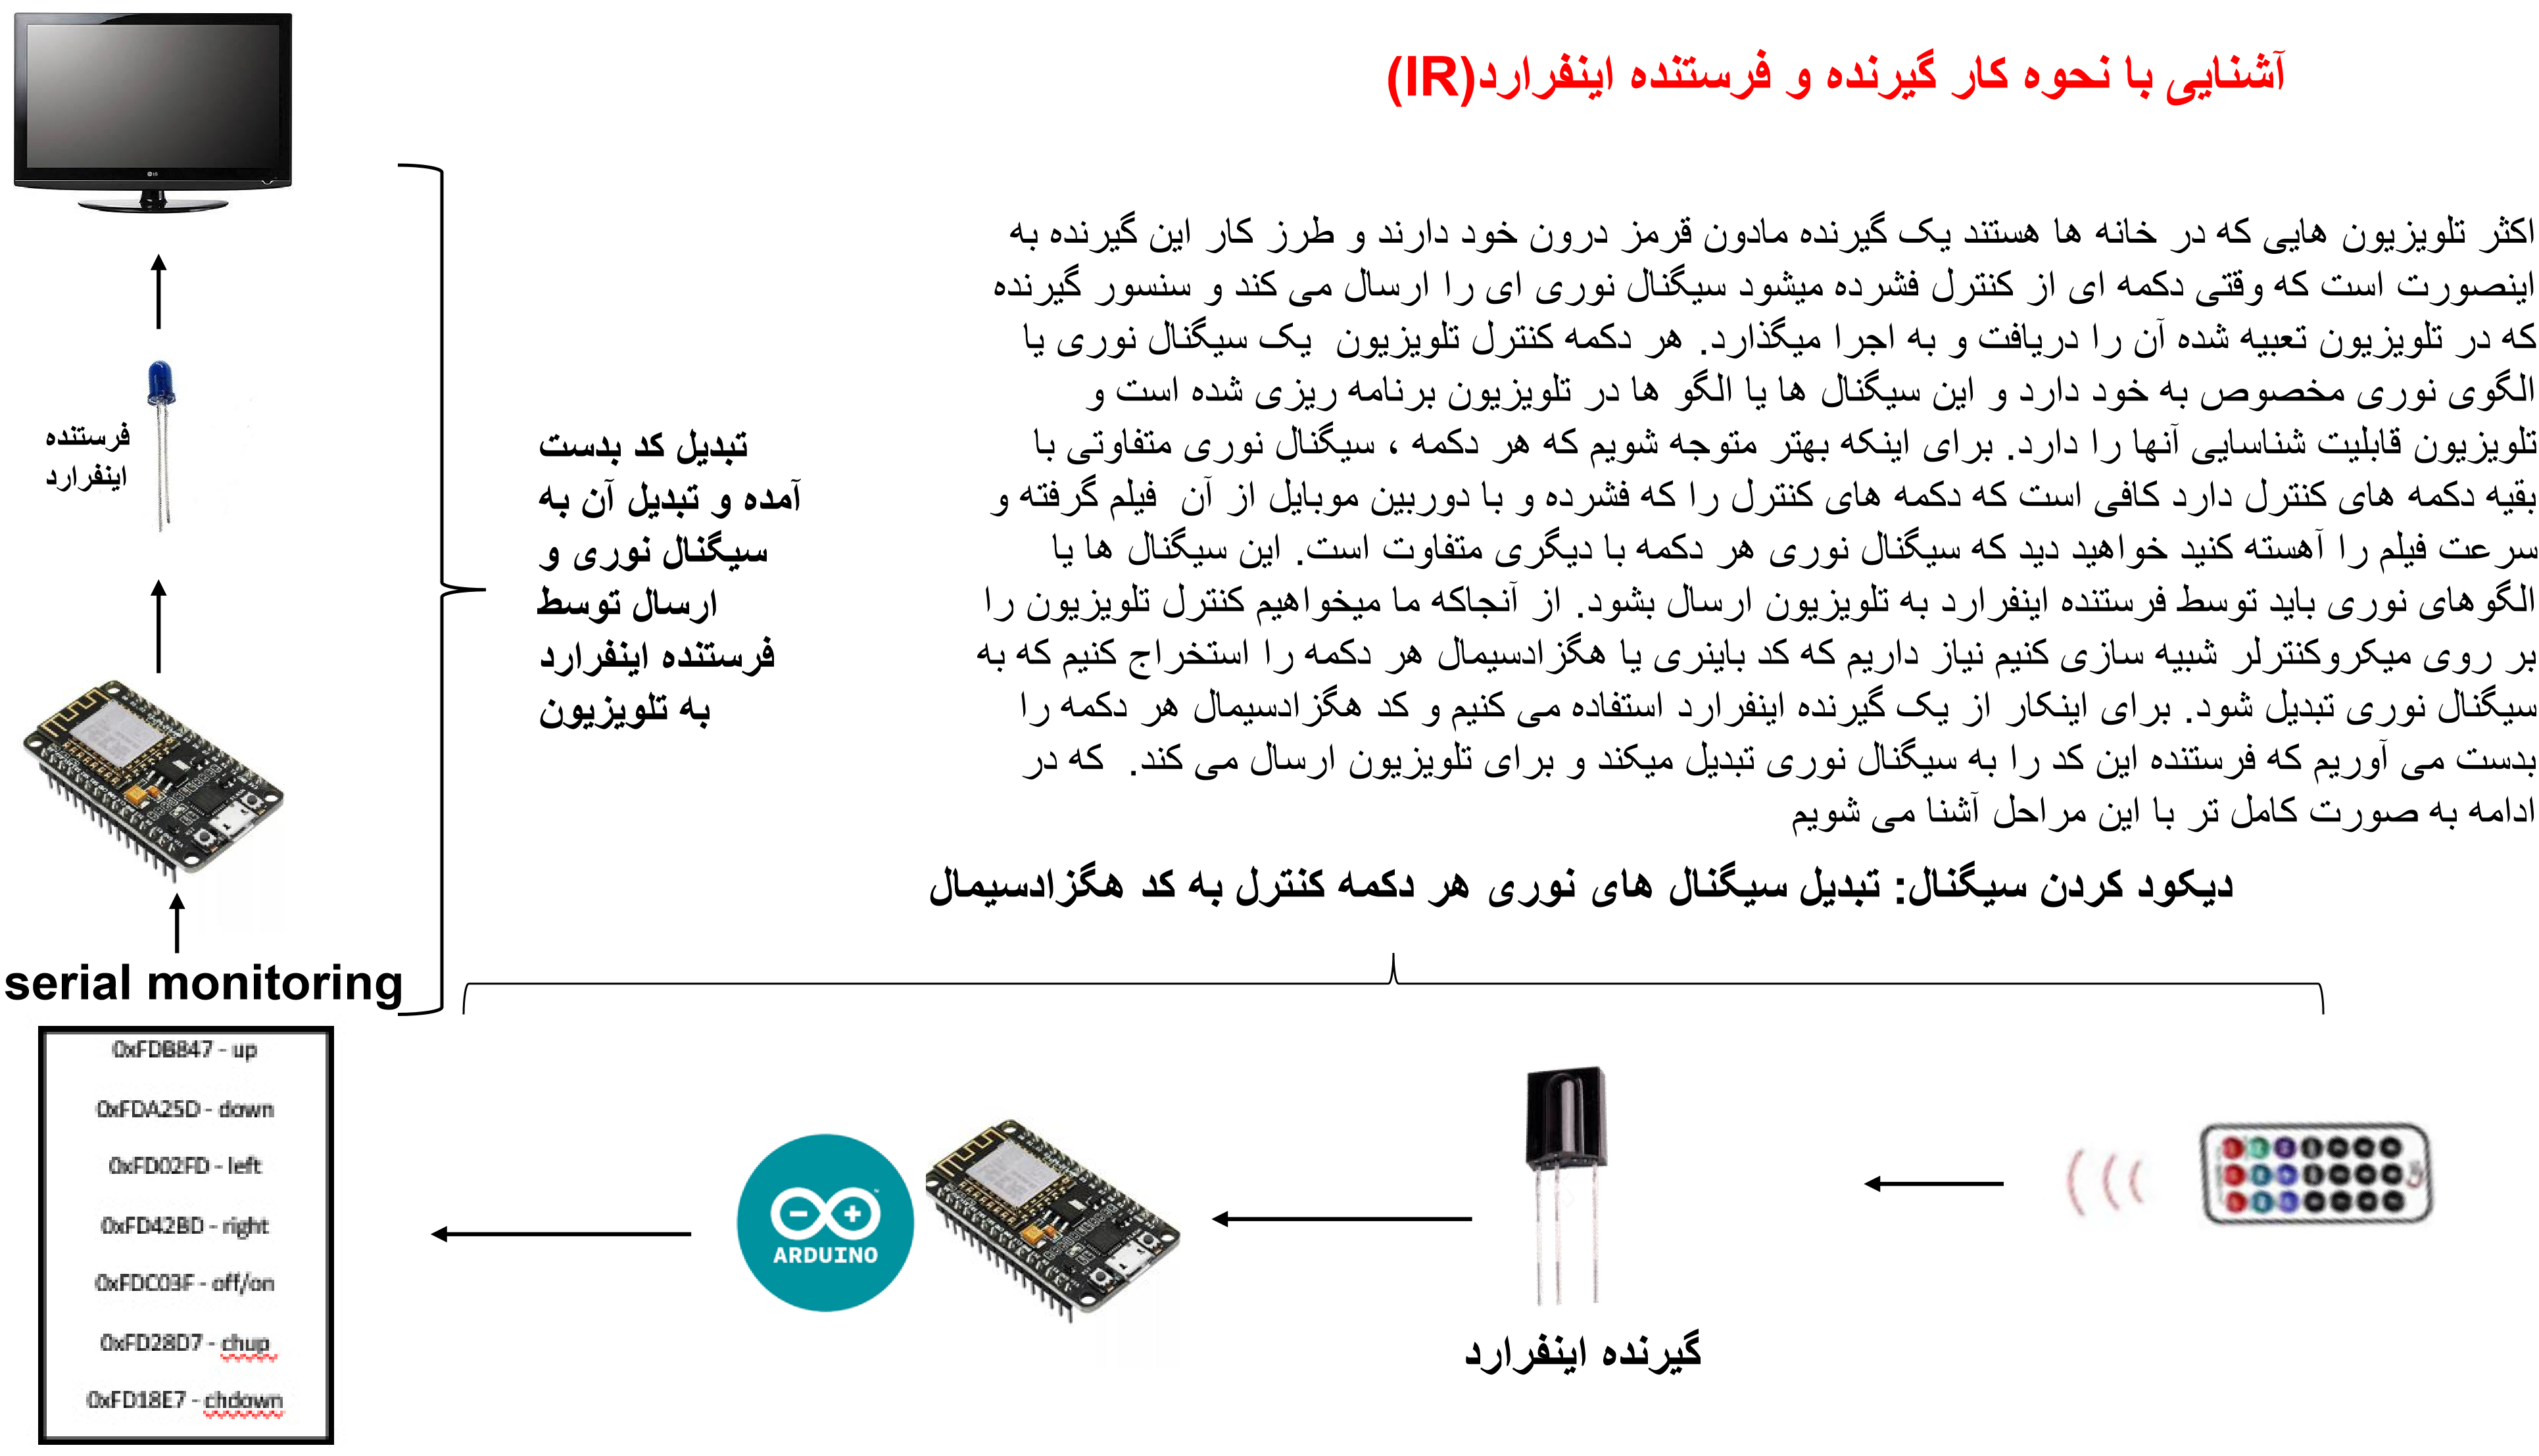 آشنایی با نحوه کار گیرنده و فرستنده اینفرارد(IR)
اکثر تلویزیون هایی که در خانه ها هستند یک گیرنده مادون قرمز درون خود دارند و طرز کار این گیرنده به
اینصورت است که وقتی دکمه ای از کنترل فشرده میشود سیگنال نوری ای را ارسال می کند و سنسور گیرنده
که در تلویزیون تعبیه شده آن را دریافت و به اجرا میگذارد. هر دکمه کنترل تلویزیون یک سیگنال نوری یا
الگوی نوری مخصوص به خود دارد و این سیگنال ها یا الگو ها در تلویزیون برنامه ریزی شده است و
تلویزیون قابلیت شناسایی آنها را دارد. برای اینکه بهتر متوجه شویم که هر دکمه ، سیگنال نوری متفاوتی با
بقیه دکمه های کنترل دارد کافی است که دکمه های کنترل را که فشرده و با دوربین موبایل از آن فیلم گرفته و
سرعت فیلم را آهسته کنید خواهید دید که سیگنال نوری هر دکمه با دیگری متفاوت است. این سیگنال ها یا
الگوهای نوری باید توسط فرستنده اینفرارد به تلویزیون ارسال بشود. از آنجاکه ما میخواهیم کنترل تلویزیون را
بر روی میکروکنترلر شبیه سازی کنیم نیاز داریم که کد باینری یا هگزادسیمال هر دکمه را استخراج کنیم که به
سیگنال نوری تبدیل شود. برای اینکار از یک گیرنده اینفرارد استفاده می کنیم و کد هگزادسیمال هر دکمه را
بدست می آوریم که فرستنده این کد را به سیگنال نوری تبدیل میکند و برای تلویزیون ارسال می کند. که در
ادامه به صورت کامل تر با این مراحل آشنا می شویم
دیکود کردن سیگنال: تبدیل سیگنال های نوری هر دکمه کنترل به کد هگزادسیمال
تبدیل کد بدست
آمده و تبدیل آن به
سیگنال نوری و
ارسال توسط
فرستنده اینفرارد
به تلویزیون
فرستنده
اینفرارد
گیرنده اینفرارد
ARDUINO
serial monitoring
0xFDB847 - up
0xFDA25D - down
0xFD02FD - left
0xFD42BD - right
0xFDC03F - off/on
0xFD28D7 - chup
0xFD18E7 - chdown
LG